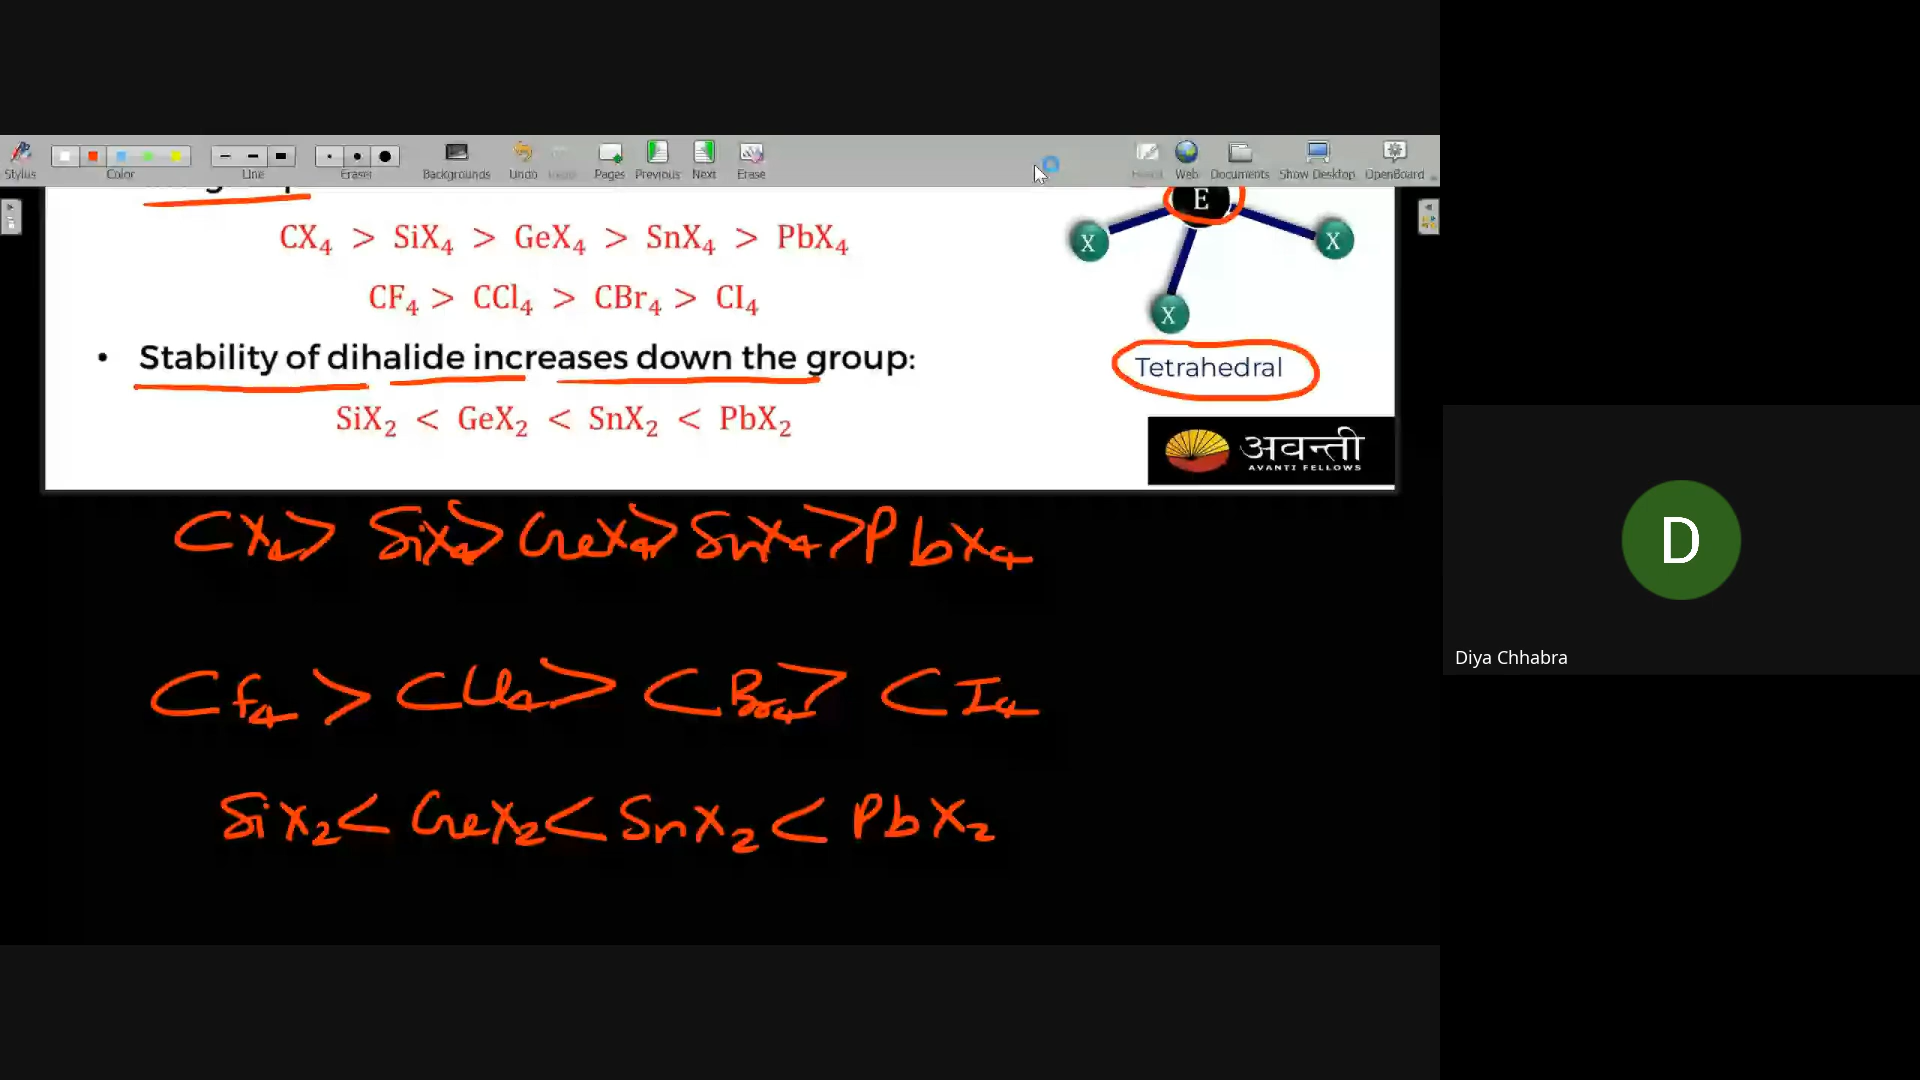 Stylus Color Line Eraser Backgrounds Undo Pages Previous Next Erase Web Documents Show Desktop OpenBoard
E
CX₄ > SiX₄ > GeX₄ > SnX₄ > PbX₄
X X
CF₄ > CCl₄ > CBr₄ > CI₄
X
• Stability of dihalide increases down the group:
Tetrahedral
SiX₂ < GeX₂ < SnX₂ < PbX₂
अवन्ती
AVANTI FELLOWS
CX₄ > SiX₄ > GeX₄ > SnX₄ > PbX₄
D
Diya Chhabra
CF₄ > CCl₄ > CBr₄ > CI₄
SiX₂ < GeX₂ < SnX₂ < PbX₂